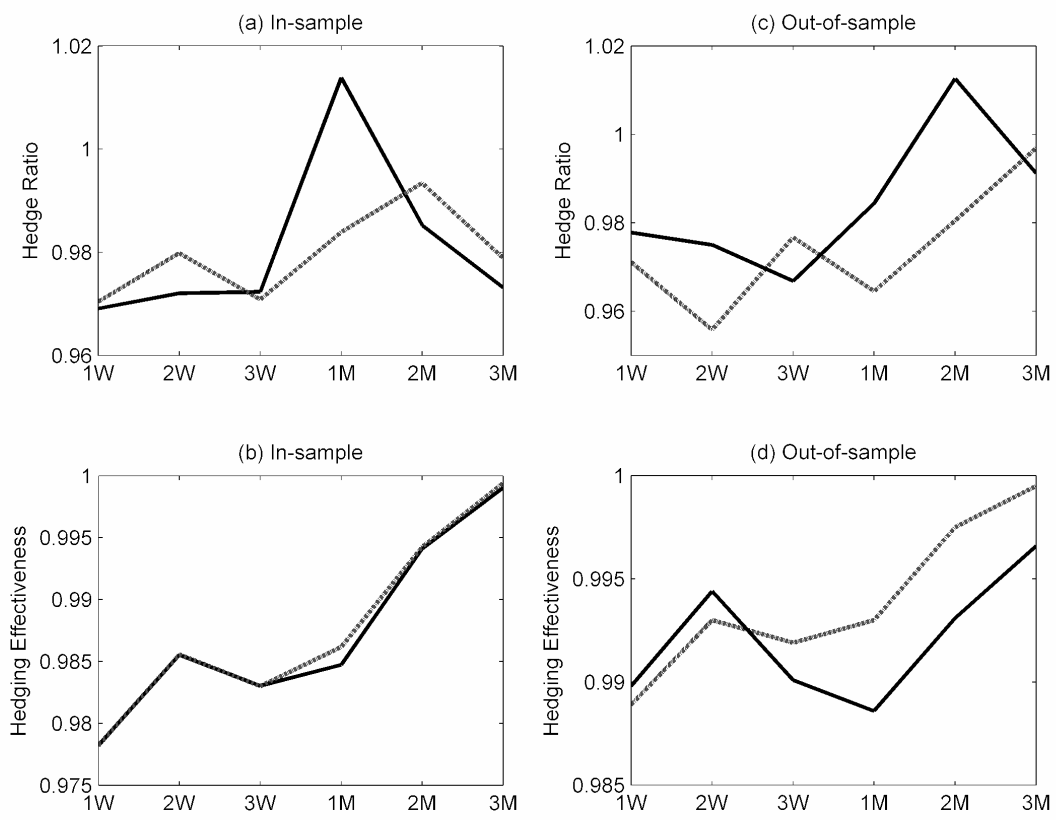 (a) In-sample
Hedge Ratio
1.02
1
0.98
0.96
1W 2W 3W 1M 2M 3M
(c) Out-of-sample
Hedge Ratio
1.02
1
0.98
0.96
1W 2W 3W 1M 2M 3M
(b) In-sample
Hedging Effectiveness
1
0.995
0.99
0.985
0.98
0.975
1W 2W 3W 1M 2M 3M
(d) Out-of-sample
Hedging Effectiveness
1
0.995
0.99
0.985
1W 2W 3W 1M 2M 3M